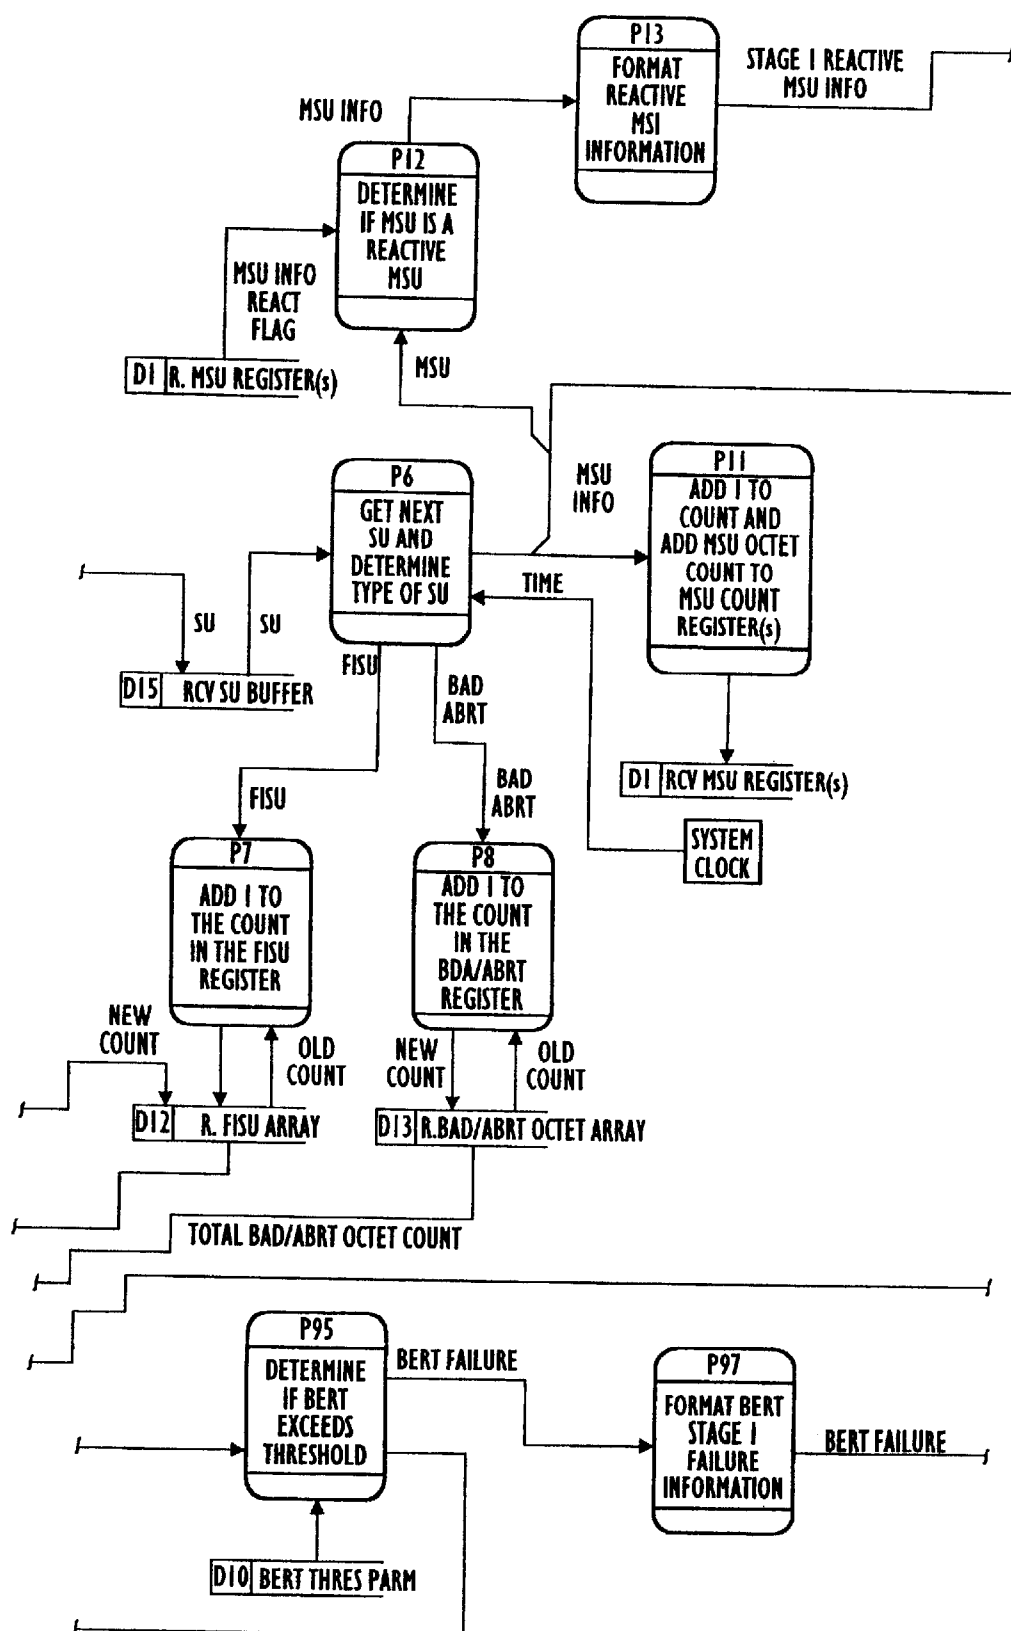 P13
FORMAT
REACTIVE
MSI
INFORMATION
STAGE 1 REACTIVE
MSU INFO
MSU INFO
P12
DETERMINE
IF MSU IS A
REACTIVE
MSU
MSU INFO
REACT
FLAG
D1 R. MSU REGISTER(s)
MSU
P6
GET NEXT
SU AND
DETERMINE
TYPE OF SU
MSU
INFO
P11
ADD 1 TO
COUNT AND
ADD MSU OCTET
COUNT TO
MSU COUNT
REGISTER(s)
TIME
SU
SU
D15 RCV SU BUFFER
FISU
BAD
ABRT
D1 RCV MSU REGISTER(s)
SYSTEM
CLOCK
FISU
BAD
ABRT
P7
ADD 1 TO
THE COUNT
IN THE FISU
REGISTER
P8
ADD 1 TO
THE COUNT
IN THE
BDA/ABRT
REGISTER
NEW
COUNT
OLD
COUNT
NEW
COUNT
OLD
COUNT
D12 R. FISU ARRAY
D13 R.BAD/ABRT OCTET ARRAY
TOTAL BAD/ABRT OCTET COUNT
P95
DETERMINE
IF BERT
EXCEEDS
THRESHOLD
BERT FAILURE
P97
FORMAT BERT
STAGE 1
FAILURE
INFORMATION
BERT FAILURE
D10 BERT THRES PARM